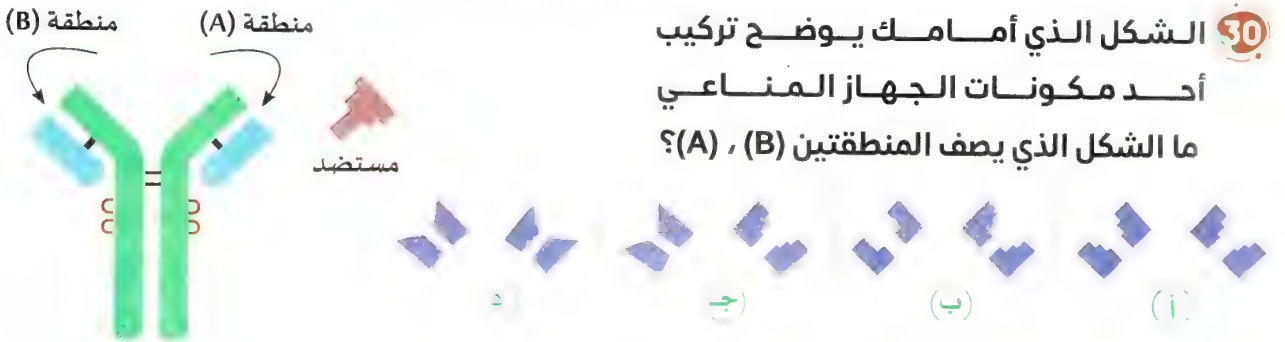 30 الشكل الذي أمامك يوضح تركيب
أحد مكونات الجهاز المناعي
ما الشكل الذي يصف المنطقتين (B) ، (A)؟
منطقة (A)
منطقة (B)
مستضد
(أ)
(ب)
(جـ)
(د)